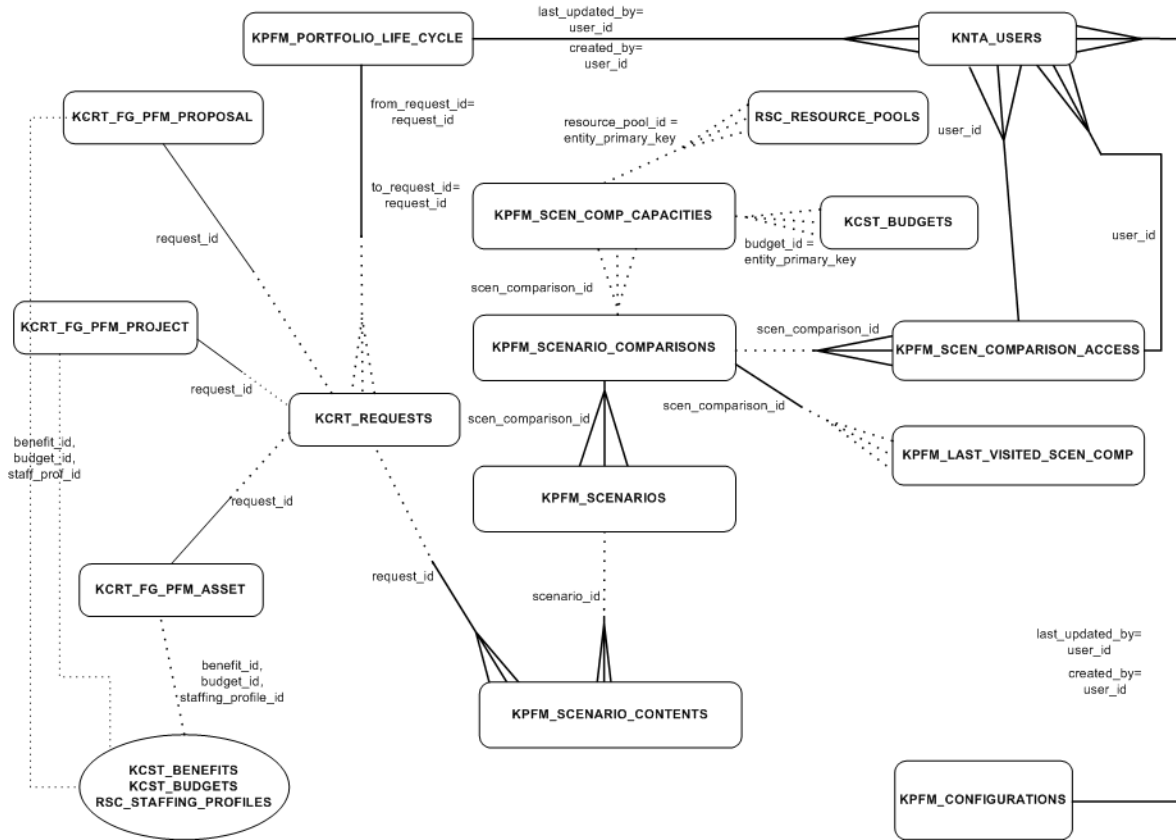 last_updated_by=
user_id
KPFM_PORTFOLIO_LIFE_CYCLE
KNTA_USERS
created_by=
user_id
KCRT_FG_PFM_PROPOSAL
from_request_id=
request_id
resource_pool_id =
entity_primary_key
RSC_RESOURCE_POOLS
user_id
to_request_id=
request_id
KPFM_SCEN_COMP_CAPACITIES
KCST_BUDGETS
request_id
budget_id =
entity_primary_key
user_id
scen_comparison_id
KCRT_FG_PFM_PROJECT
KPFM_SCENARIO_COMPARISONS
scen_comparison_id
KPFM_SCEN_COMPARISON_ACCESS
request_id
KCRT_REQUESTS
scen_comparison_id
scen_comparison_id
benefit_id,
budget_id,
staff_prof_id
KPFM_LAST_VISITED_SCEN_COMP
request_id
KPFM_SCENARIOS
KCRT_FG_PFM_ASSET
request_id
scenario_id
last_updated_by=
user_id
benefit_id,
budget_id,
staffing_profile_id
created_by=
user_id
KPFM_SCENARIO_CONTENTS
KCST_BENEFITS
KCST_BUDGETS
RSC_STAFFING_PROFILES
KPFM_CONFIGURATIONS